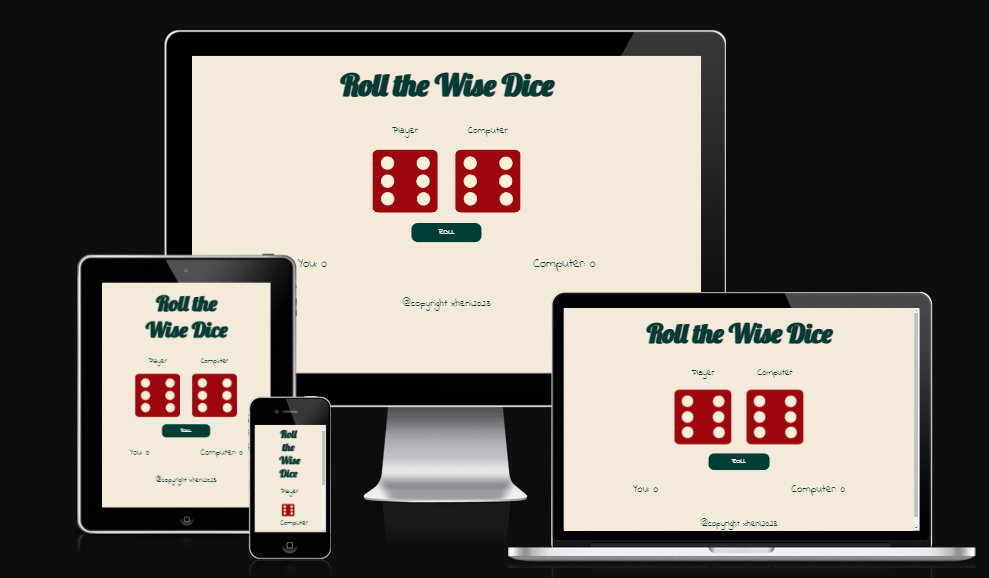 Roll the Wise Dice
Player Computer
Roll
You: 0 Computer: 0
@copyright xheni2023
Roll the
Wise Dice
Player Computer
Roll
You: 0 Computer: 0
@copyright xheni2023
Roll
the
Wise
Dice
Player
Computer
Roll the Wise Dice
Player Computer
Roll
You: 0 Computer: 0
@copyright xheni2023